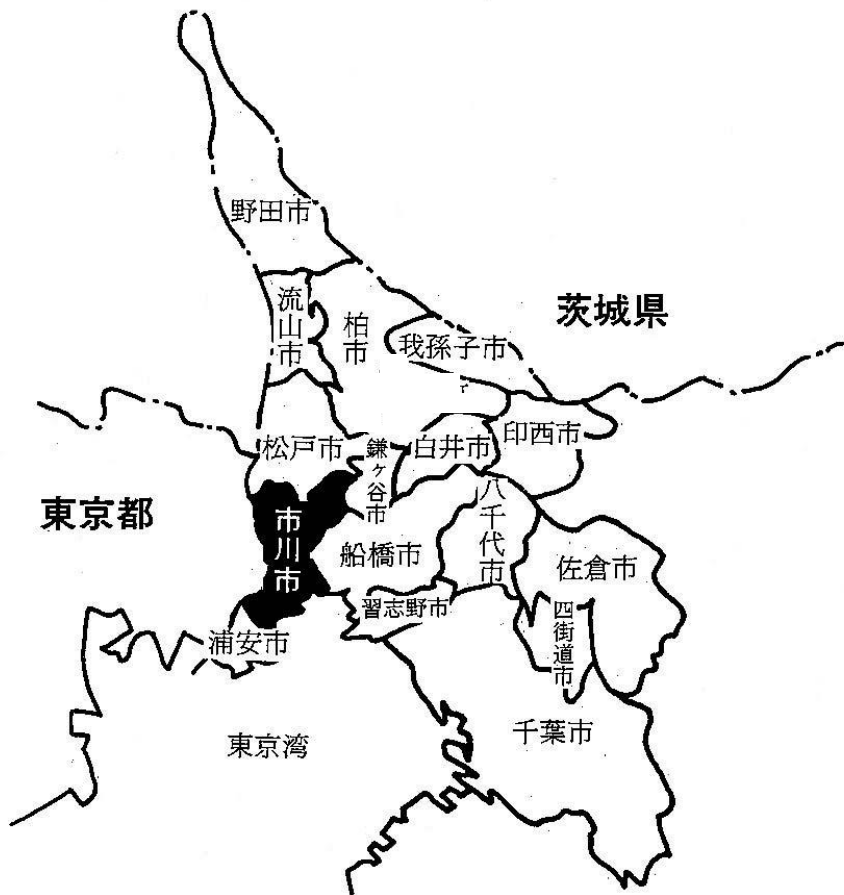 野田市
流山市
柏市
我孫子市
茨城県
松戸市
鎌ヶ谷市
白井市
印西市
東京都
市川市
船橋市
八千代市
佐倉市
習志野市
四街道市
浦安市
千葉市
東京湾